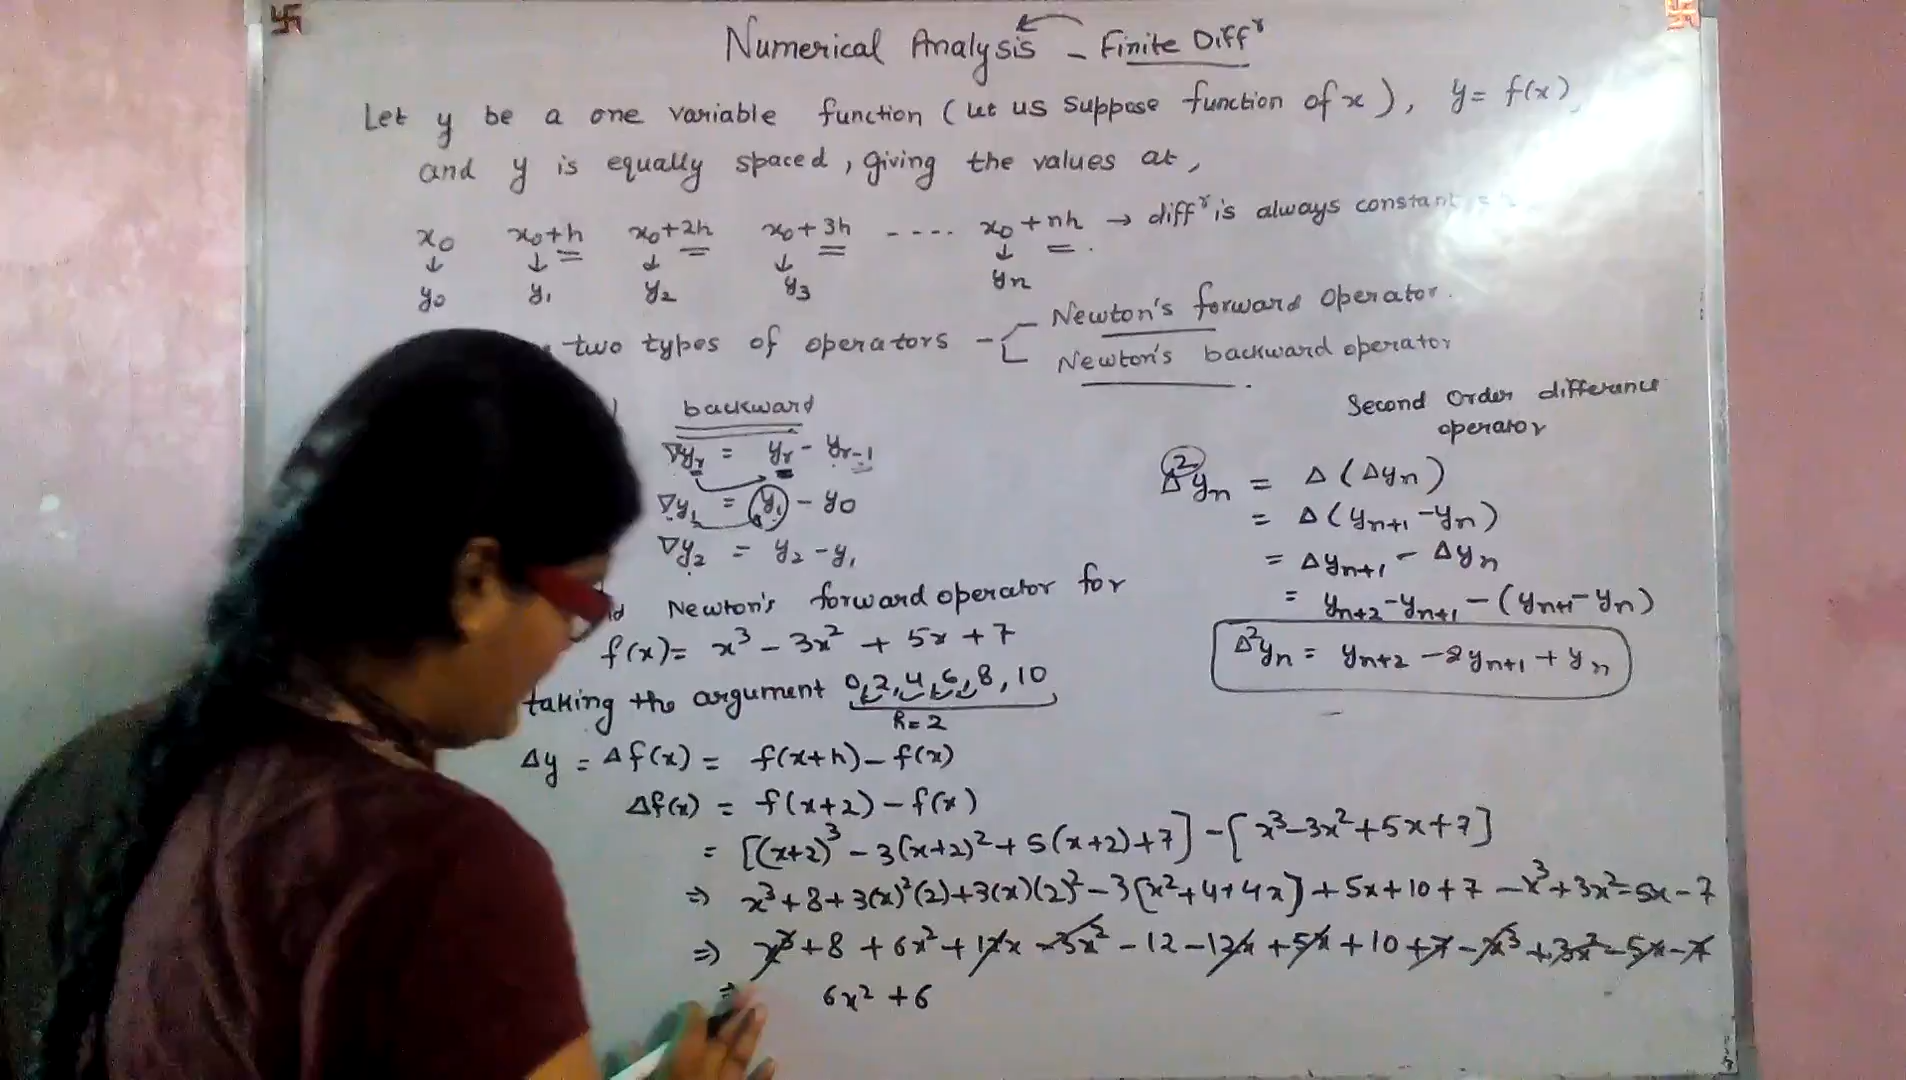 Numerical Analysis - Finite Diffʳ
Let y be a one variable function (let us suppose function of x), y = f(x)
and y is equally spaced, giving the values at,
x₀ x₀+h x₀+2h x₀+3h ---- x₀+nh → diffʳ is always constant
↓ ↓ ↓ ↓ ↓
y₀ y₁ y₂ y₃ yn
two types of operators - Newton's forward operator.
Newton's backward operator
backward
∇yᵣ = yᵣ - yᵣ₋₁
∇y₁ = y₁ - y₀
∇y₂ = y₂ - y₁
Second Order difference
operator
Δ²yn = Δ(Δyn)
= Δ(yn+1 - yn)
= Δyn+1 - Δyn
= yn+2 - yn+1 - (yn+1 - yn)
Δ²yn = yn+2 - 2yn+1 + yn
Newton's forward operator for
f(x) = x³ - 3x² + 5x + 7
taking the argument 0,2,4,6,8,10
h=2
Δy = Δf(x) = f(x+h) - f(x)
Δf(x) = f(x+2) - f(x)
= [(x+2)³ - 3(x+2)² + 5(x+2) + 7] - [x³ - 3x² + 5x + 7]
⇒ x³ + 8 + 3(x)²(2) + 3(x)(2)² - 3[x² + 4 + 4x] + 5x + 10 + 7 - x³ + 3x² - 5x - 7
⇒ x³ + 8 + 6x² + 12x - 3x² - 12 - 12x + 5x + 10 + 7 - x³ + 3x² - 5x - 7
⇒ 6x² + 6